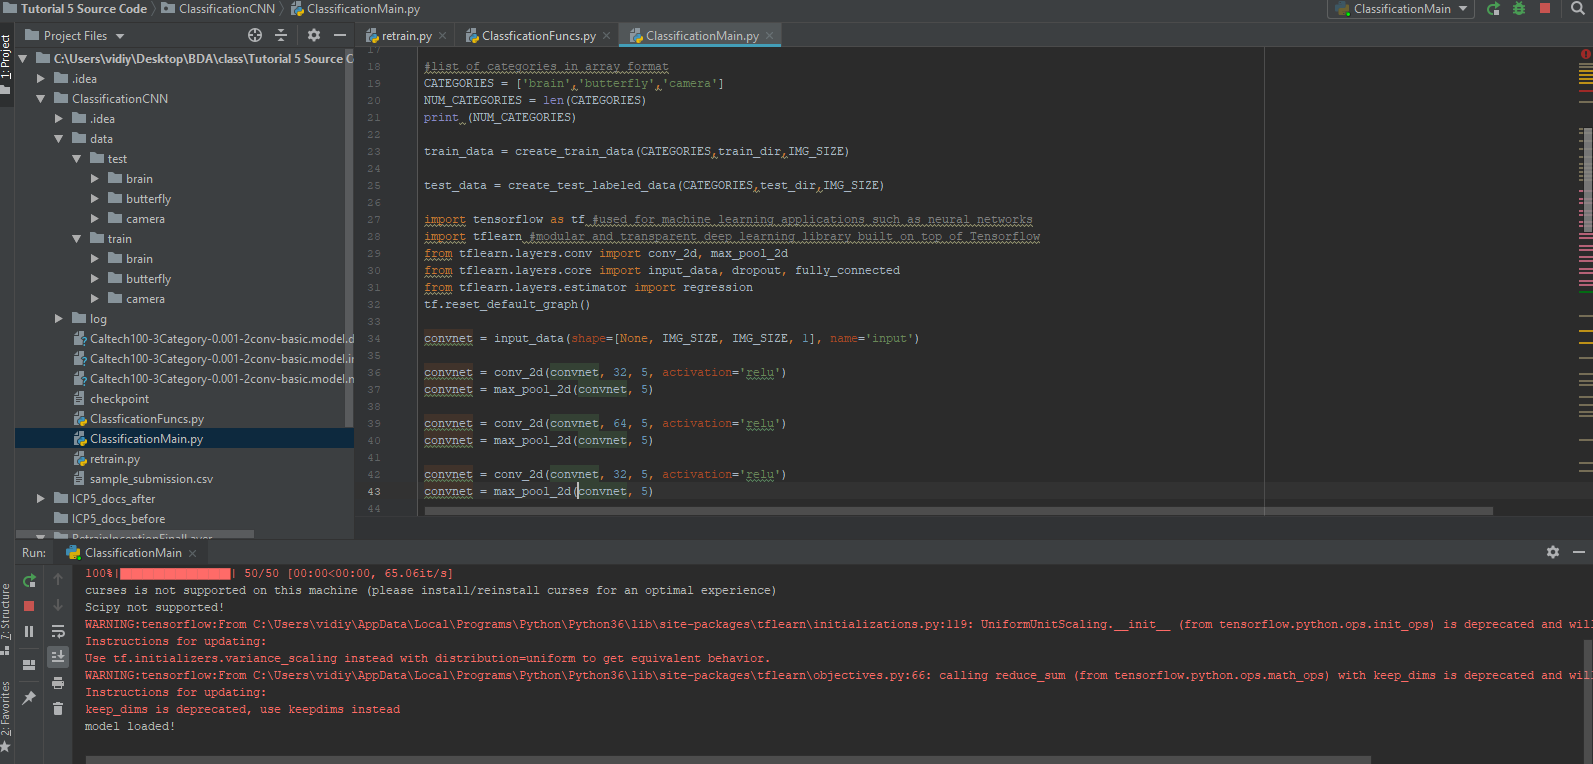 Tutorial 5 Source Code
ClassificationCNN
ClassificationMain.py
ClassificationMain
1: Project
Project Files
retrain.py
ClassficationFuncs.py
ClassificationMain.py
C:\Users\vidiy\Desktop\BDA\class\Tutorial 5 Source C
.idea
ClassificationCNN
.idea
data
test
brain
butterfly
camera
train
brain
butterfly
camera
log
Caltech100-3Category-0.001-2conv-basic.model.d
Caltech100-3Category-0.001-2conv-basic.model.i
Caltech100-3Category-0.001-2conv-basic.model.n
checkpoint
ClassficationFuncs.py
ClassificationMain.py
retrain.py
sample_submission.csv
ICP5_docs_after
ICP5_docs_before
RetrainInceptionFinalLayer
17
18 #list of categories in array format
19 CATEGORIES = ['brain','butterfly','camera']
20 NUM_CATEGORIES = len(CATEGORIES)
21 print (NUM_CATEGORIES)
22
23 train_data = create_train_data(CATEGORIES,train_dir,IMG_SIZE)
24
25 test_data = create_test_labeled_data(CATEGORIES,test_dir,IMG_SIZE)
26
27 import tensorflow as tf #used for machine learning applications such as neural networks
28 import tflearn #modular and transparent deep learning library built on top of Tensorflow
29 from tflearn.layers.conv import conv_2d, max_pool_2d
30 from tflearn.layers.core import input_data, dropout, fully_connected
31 from tflearn.layers.estimator import regression
32 tf.reset_default_graph()
33
34 convnet = input_data(shape=[None, IMG_SIZE, IMG_SIZE, 1], name='input')
35
36 convnet = conv_2d(convnet, 32, 5, activation='relu')
37 convnet = max_pool_2d(convnet, 5)
38
39 convnet = conv_2d(convnet, 64, 5, activation='relu')
40 convnet = max_pool_2d(convnet, 5)
41
42 convnet = conv_2d(convnet, 32, 5, activation='relu')
43 convnet = max_pool_2d(convnet, 5)
44
Run:
ClassificationMain
7: Structure
2: Favorites
100%|██████████| 50/50 [00:00<00:00, 65.06it/s]
curses is not supported on this machine (please install/reinstall curses for an optimal experience)
Scipy not supported!
WARNING:tensorflow:From C:\Users\vidiy\AppData\Local\Programs\Python\Python36\lib\site-packages\tflearn\initializations.py:119: UniformUnitScaling.__init__ (from tensorflow.python.ops.init_ops) is deprecated and wil
Instructions for updating:
Use tf.initializers.variance_scaling instead with distribution=uniform to get equivalent behavior.
WARNING:tensorflow:From C:\Users\vidiy\AppData\Local\Programs\Python\Python36\lib\site-packages\tflearn\objectives.py:66: calling reduce_sum (from tensorflow.python.ops.math_ops) with keep_dims is deprecated and wil
Instructions for updating:
keep_dims is deprecated, use keepdims instead
model loaded!